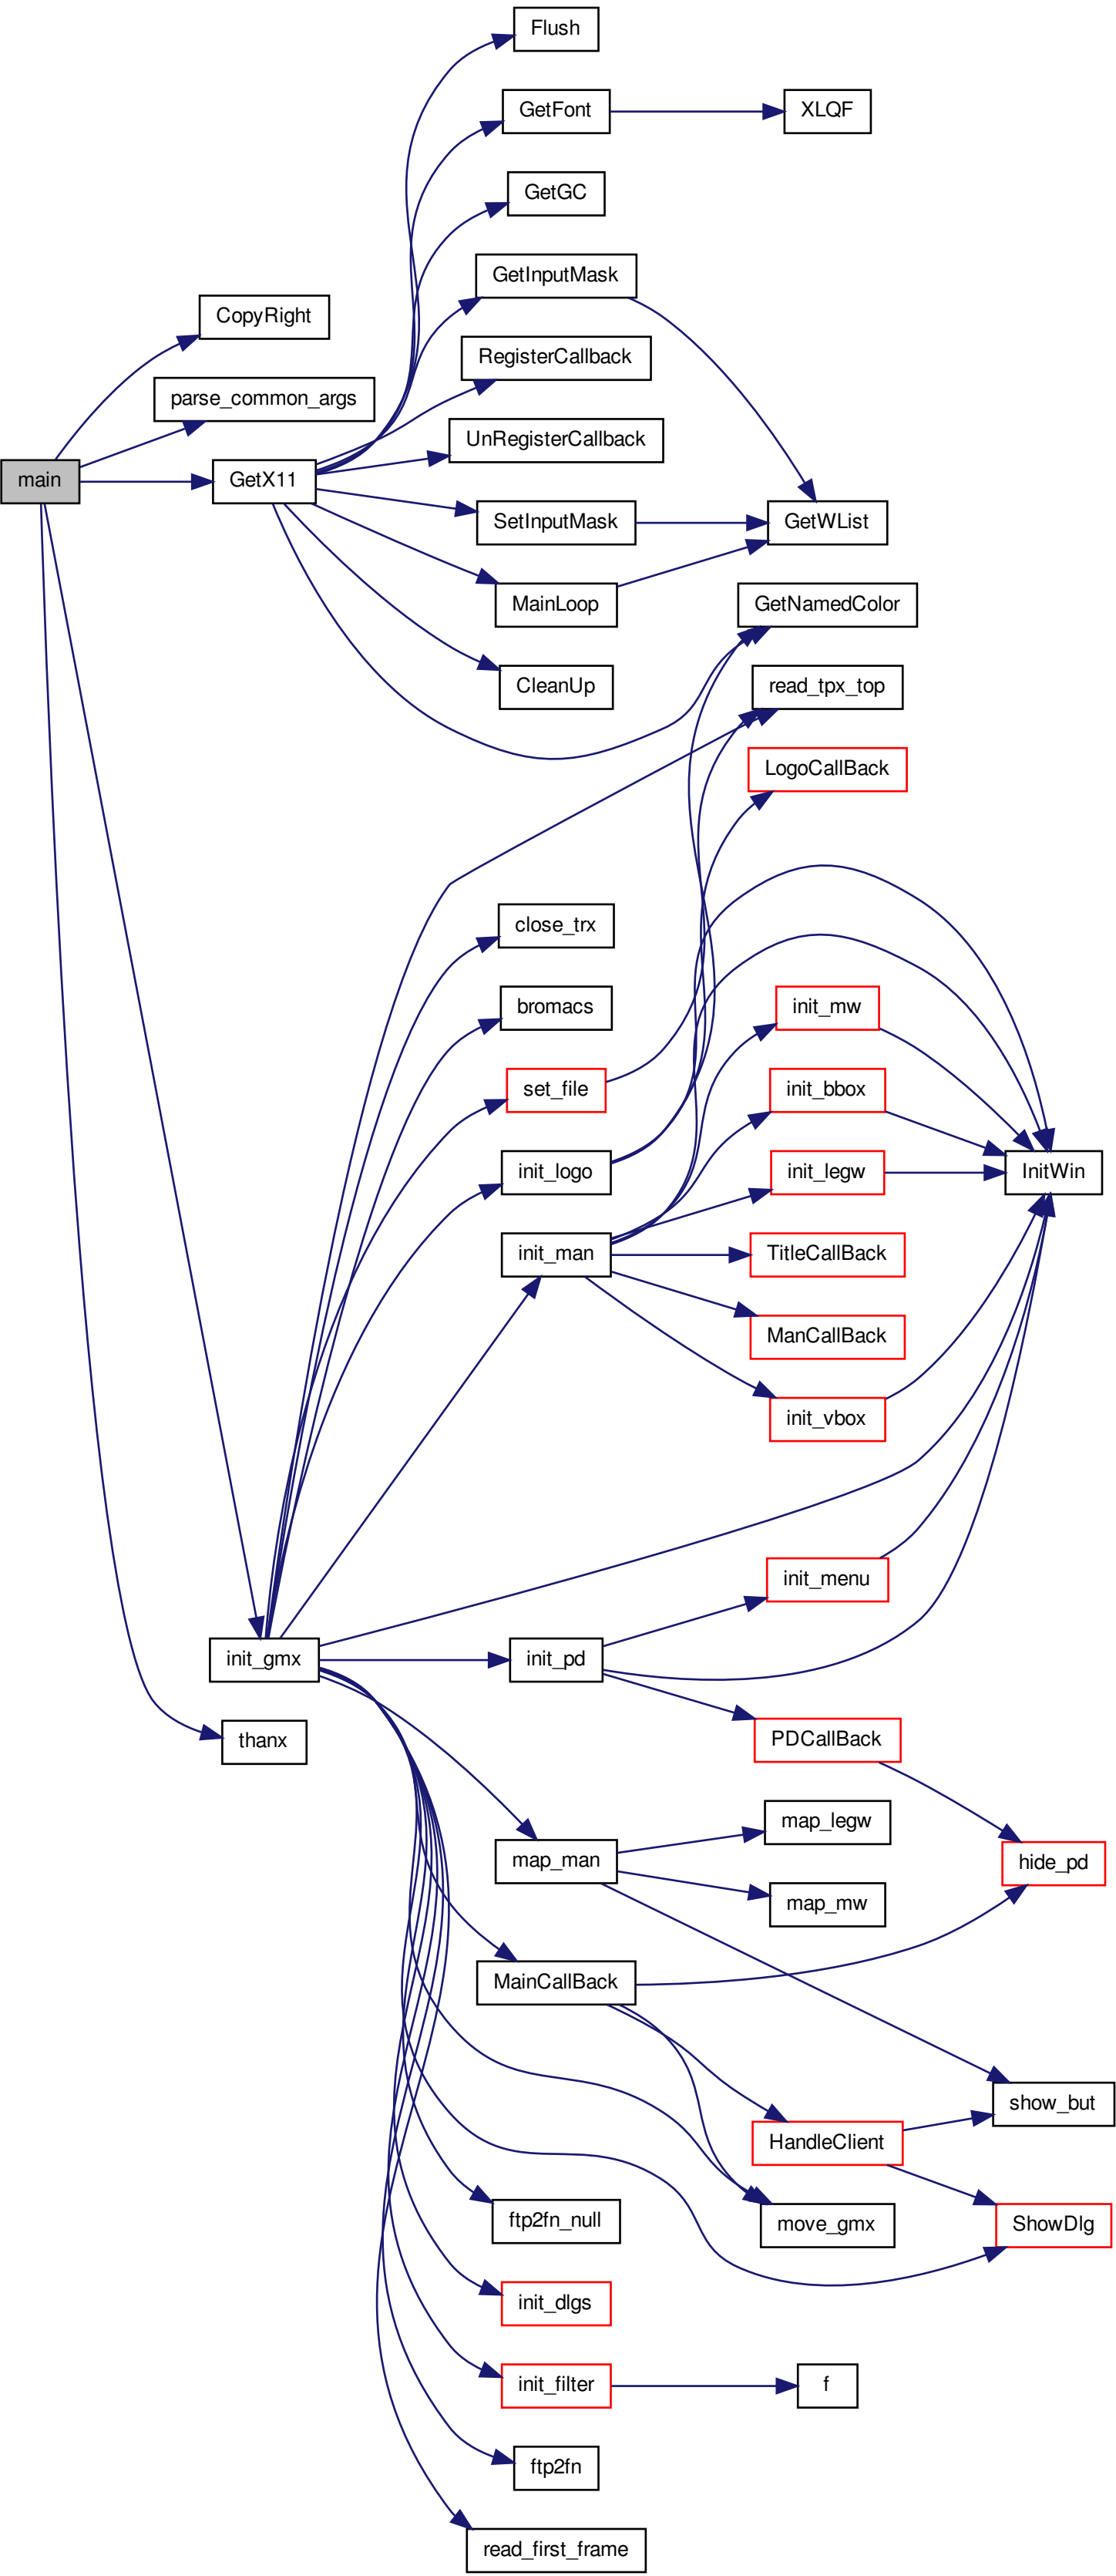 Flush
GetFont
XLQF
GetGC
GetInputMask
CopyRight
RegisterCallback
parse_common_args
UnRegisterCallback
main
GetX11
SetInputMask
GetWList
MainLoop
GetNamedColor
CleanUp
read_tpx_top
LogoCallBack
close_trx
bromacs
init_mw
set_file
init_bbox
init_logo
init_legw
InitWin
init_man
TitleCallBack
ManCallBack
init_vbox
init_menu
init_gmx
init_pd
thanx
PDCallBack
map_legw
map_man
hide_pd
map_mw
MainCallBack
show_but
HandleClient
ftp2fn_null
move_gmx
ShowDlg
init_dlgs
init_filter
f
ftp2fn
read_first_frame